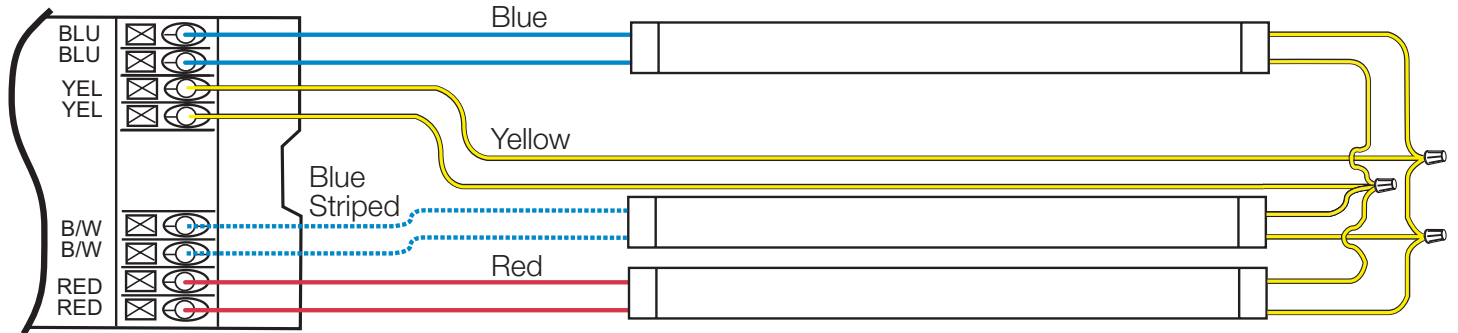 BLU
BLU
YEL
YEL
B/W
B/W
RED
RED
Blue
Yellow
Blue
Striped
Red